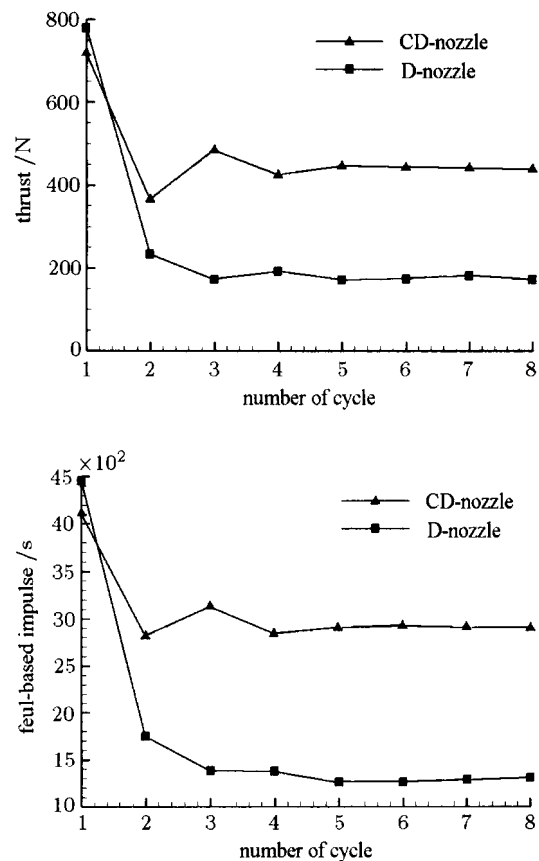 800
600
400
200
0
thrust /N
CD-nozzle
D-nozzle
1 2 3 4 5 6 7 8
number of cycle
×10²
45
40
35
30
25
20
15
10
feul-based impulse /s
CD-nozzle
D-nozzle
1 2 3 4 5 6 7 8
number of cycle